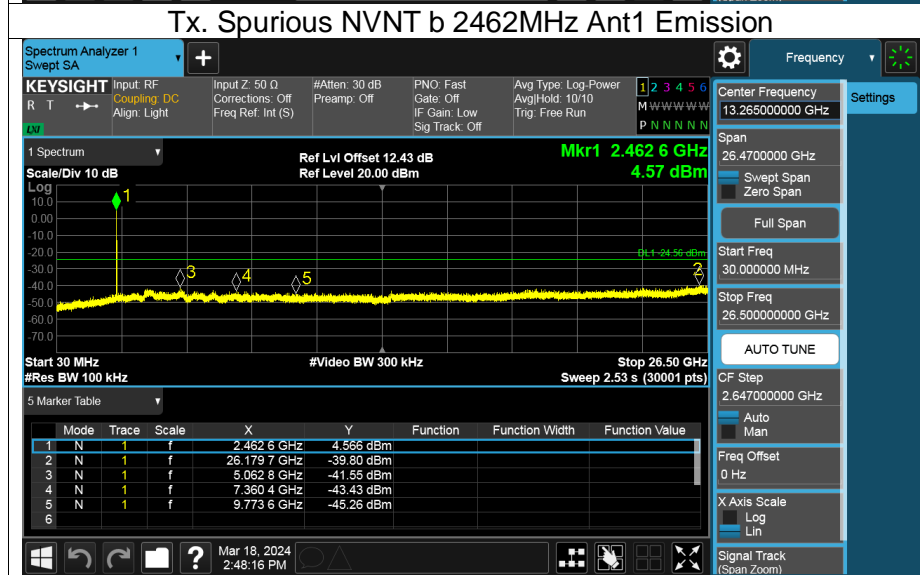 Tx. Spurious NVNT b 2462MHz Ant1 Emission
Spectrum Analyzer 1
Swept SA
+
Frequency
KEYSIGHT
R T
LXI
Input: RF
Coupling: DC
Align: Light
Input Z: 50 Ω
Corrections: Off
Freq Ref: Int (S)
#Atten: 30 dB
Preamp: Off
PNO: Fast
Gate: Off
IF Gain: Low
Sig Track: Off
Avg Type: Log-Power
Avg|Hold: 10/10
Trig: Free Run
1 2 3 4 5 6
M W W W W W
P N N N N N
1 Spectrum
Scale/Div 10 dB
Ref Lvl Offset 12.43 dB
Ref Level 20.00 dBm
Mkr1 2.462 6 GHz
4.57 dBm
Log
10.0
0.00
-10.0
-20.0
-30.0
-40.0
-50.0
-60.0
-70.0
1
3
4
5
2
DL1 -24.56 dBm
Start 30 MHz
#Res BW 100 kHz
#Video BW 300 kHz
Stop 26.50 GHz
Sweep 2.53 s (30001 pts)
5 Marker Table
Mode Trace Scale X Y Function Function Width Function Value
1 N 1 f 2.462 6 GHz 4.566 dBm
2 N 1 f 26.179 7 GHz -39.80 dBm
3 N 1 f 5.062 8 GHz -41.55 dBm
4 N 1 f 7.360 4 GHz -43.43 dBm
5 N 1 f 9.773 6 GHz -45.26 dBm
6
Mar 18, 2024
2:48:16 PM
?
Settings
Center Frequency
13.265000000 GHz
Span
26.4700000 GHz
Swept Span
Zero Span
Full Span
Start Freq
30.000000 MHz
Stop Freq
26.500000000 GHz
AUTO TUNE
CF Step
2.647000000 GHz
Auto
Man
Freq Offset
0 Hz
X Axis Scale
Log
Lin
Signal Track
(Span Zoom)